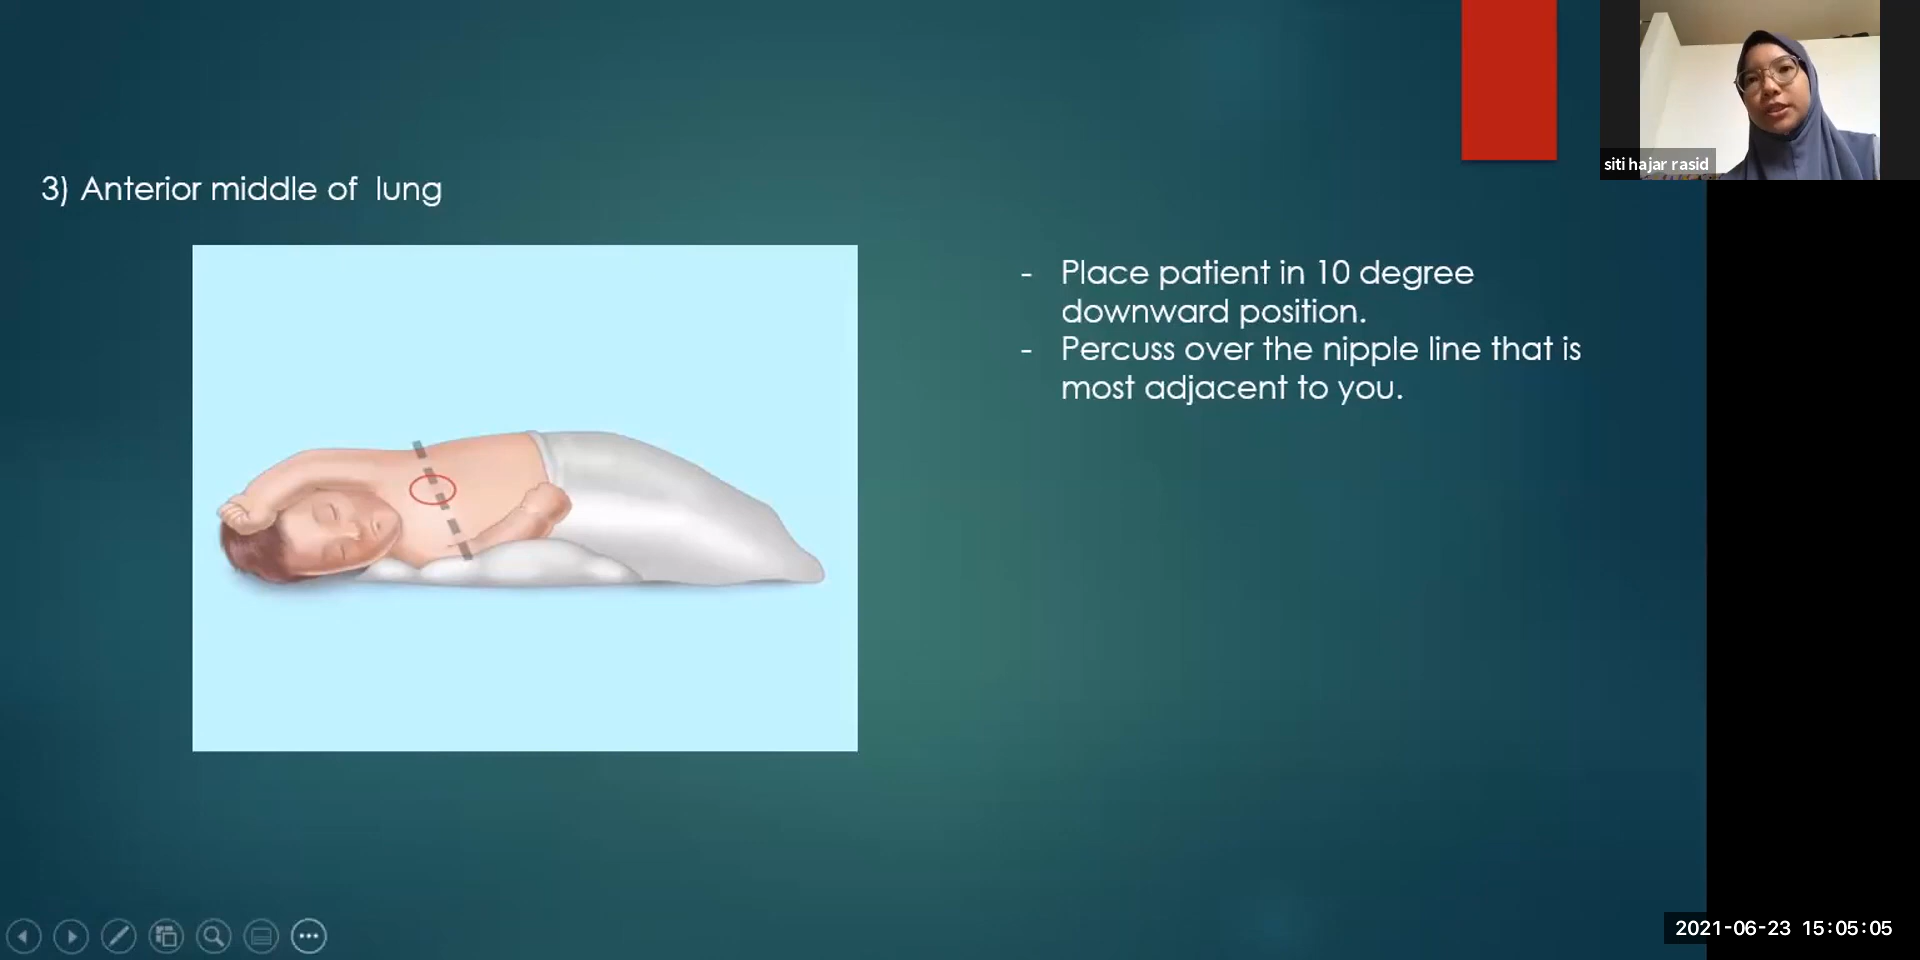 siti hajar rasid
3) Anterior middle of  lung
- Place patient in 10 degree
downward position.
- Percuss over the nipple line that is
most adjacent to you.
2021-06-23 15:05:05